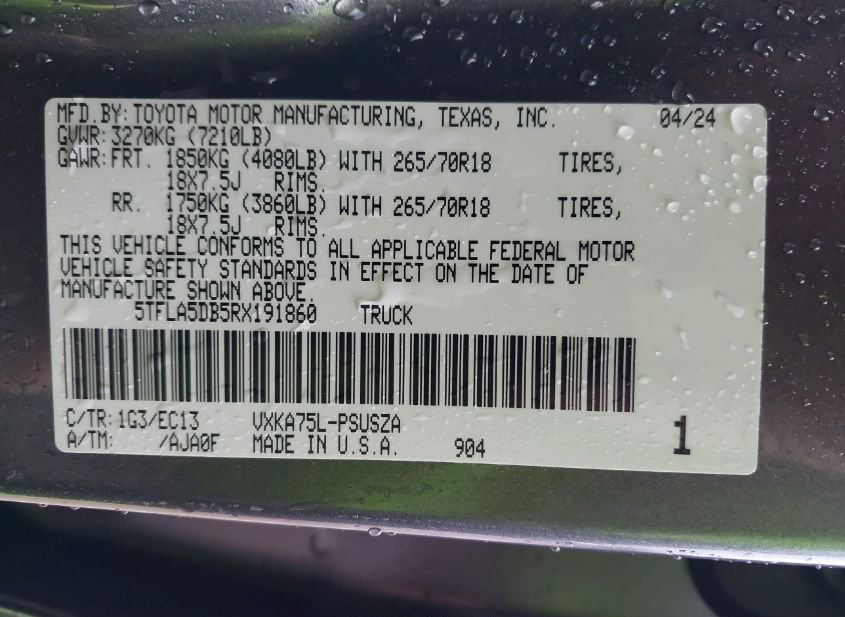 MFD.BY: TOYOTA MOTOR MANUFACTURING, TEXAS, INC. 04/24
GVWR: 3270KG (7210LB)
GAWR: FRT. 1850KG (4080LB) WITH 265/70R18 TIRES,
18X7.5J RIMS.
RR. 1750KG (3860LB) WITH 265/70R18 TIRES,
18X7.5J RIMS.
THIS VEHICLE CONFORMS TO ALL APPLICABLE FEDERAL MOTOR
VEHICLE SAFETY STANDARDS IN EFFECT ON THE DATE OF
MANUFACTURE SHOWN ABOVE.
5TFLA5DB5RX191860 TRUCK
C/TR: 1G3/EC13 VXKA75L-PSUSZA
A/TM: /AJA0F MADE IN U.S.A. 904 1